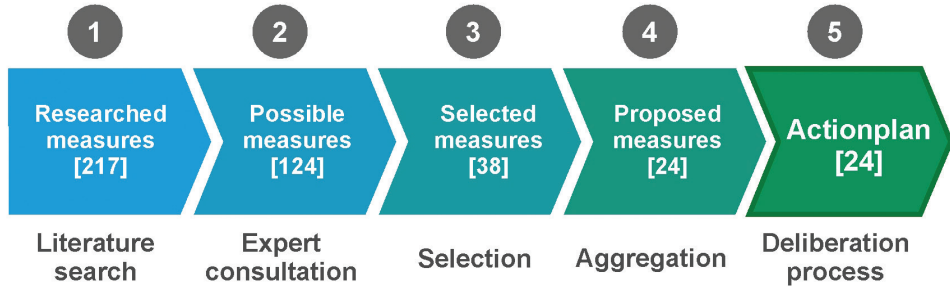 1
2
3
4
5
Researched
measures
[217]
Possible
measures
[124]
Selected
measures
[38]
Proposed
measures
[24]
Actionplan
[24]
Literature
search
Expert
consultation
Selection
Aggregation
Deliberation
process